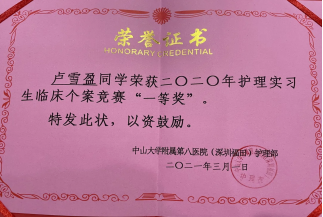 荣誉证书
HONORARY CREDENTIAL
卢雪盈同学荣获二〇二〇年护理实习
生临床个案竞赛“一等奖”。
特发此状，以资鼓励。
中山大学附属第八医院（深圳福田）护理部
二〇二一年三月一日